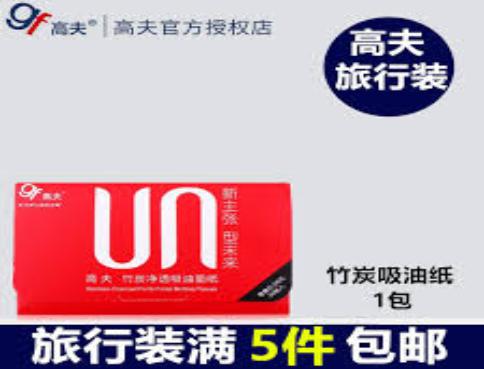 gf 高夫® | 高夫官方授权店
高夫
旅行装
gf 高夫
UN
新主张 型未来
高夫·竹炭净透吸油面纸
竹炭吸油纸
1包
旅行装满 5件 包邮